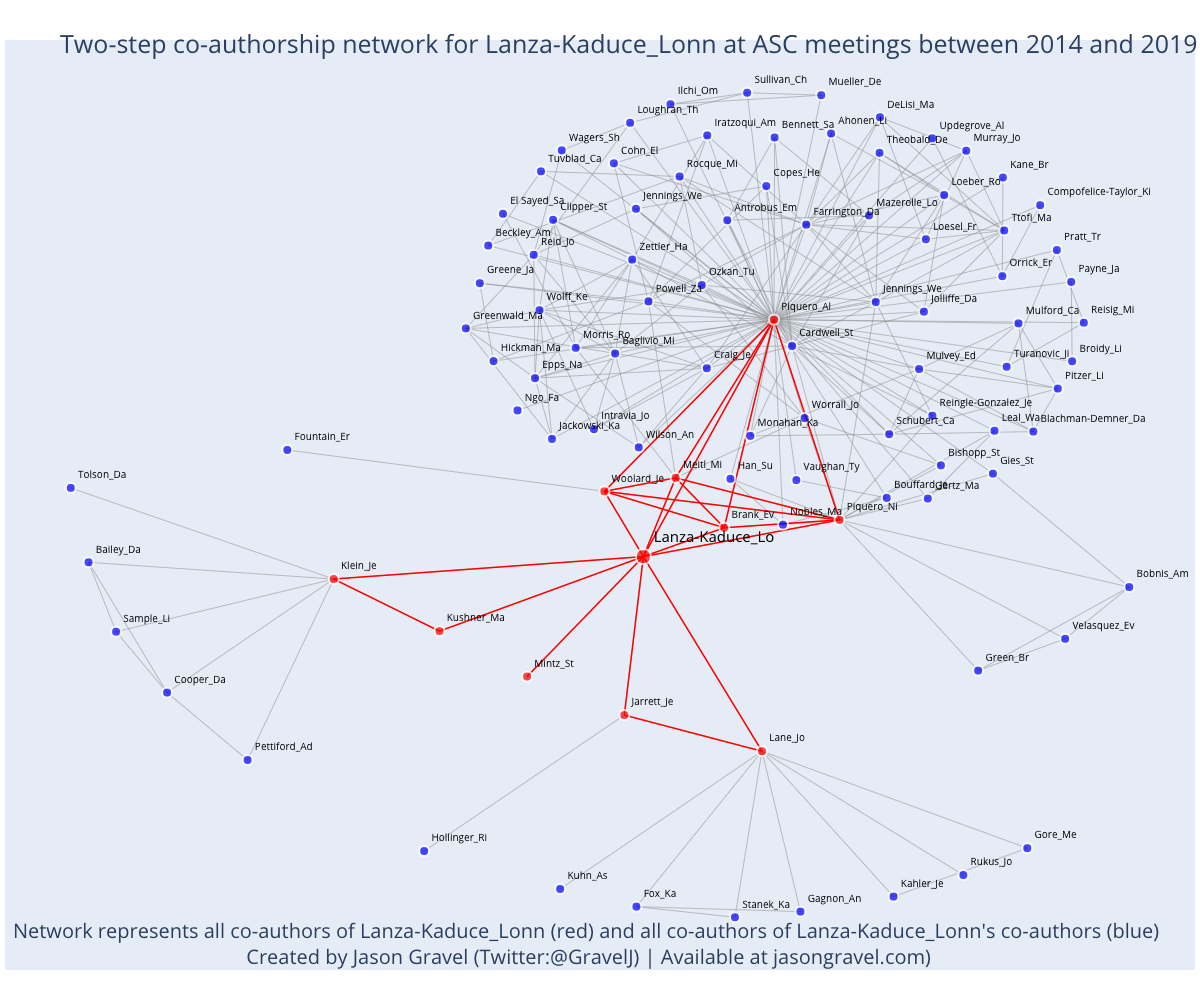 Two-step co-authorship network for Lanza-Kaduce_Lonn at ASC meetings between 2014 and 2019
Sullivan_Ch
Mueller_De
Ilchi_Om
DeLisi_Ma
Loughran_Th
Iratzoqui_Am
Bennett_Sa
Ahonen_Li
Updegrove_Al
Wagers_Sh
Theobald_De
Murray_Jo
Cohn_El
Tuvblad_Ca
Rocque_Mi
Kane_Br
Copes_He
Loeber_Ro
Compofelice-Taylor_Ki
El Sayed_Sa
Clipper_St
Jennings_We
Antrobus_Em
Farrington_Da
Mazerolle_Lo
Ttofi_Ma
Beckley_Am
Reid_Jo
Loesel_Fr
Pratt_Tr
Zettler_Ha
Greene_Ja
Ozkan_Tu
Orrick_Er
Payne_Ja
Wolff_Ke
Powell_Za
Jennings_We
Jolliffe_Da
Piquero_Al
Mulford_Ca
Reisig_Mi
Greenwald_Ma
Morris_Ro
Baglivio_Mi
Cardwell_St
Hickman_Ma
Epps_Na
Craig_Je
Mulvey_Ed
Turanovic_Ji
Broidy_Li
Pitzer_Li
Ngo_Fa
Intravia_Jo
Worrall_Jo
Reingle-Gonzalez_Je
Jackowski_Ka
Schubert_Ca
Leal_Wa
Blachman-Demner_Da
Fountain_Er
Wilson_An
Monahan_Ka
Bishopp_St
Gies_St
Tolson_Da
Woolard_Je
Meitl_Mi
Han_Su
Vaughan_Ty
Bouffard_Je
Hertz_Ma
Brank_Ev
Nobles_Ma
Piquero_Ni
Lanza-Kaduce_Lo
Bailey_Da
Klein_Je
Bobnis_Am
Sample_Li
Kushner_Ma
Velasquez_Ev
Green_Br
Cooper_Da
Mintz_St
Jarrett_Je
Pettiford_Ad
Lane_Jo
Hollinger_Ri
Gore_Me
Kuhn_As
Rukus_Jo
Kahler_Je
Fox_Ka
Stanek_Ka
Gagnon_An
Network represents all co-authors of Lanza-Kaduce_Lonn (red) and all co-authors of Lanza-Kaduce_Lonn's co-authors (blue)
Created by Jason Gravel (Twitter:@GravelJ) | Available at jasongravel.com)